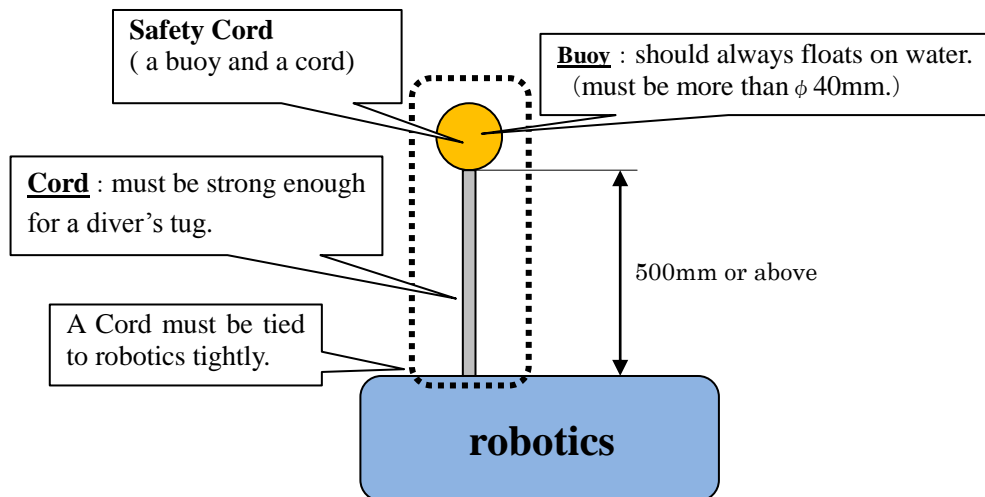 Safety Cord
( a buoy and a cord)
Buoy : should always floats on water.
（must be more than φ 40mm.）
Cord : must be strong enough
for a diver’s tug.
500mm or above
A Cord must be tied
to robotics tightly.
robotics